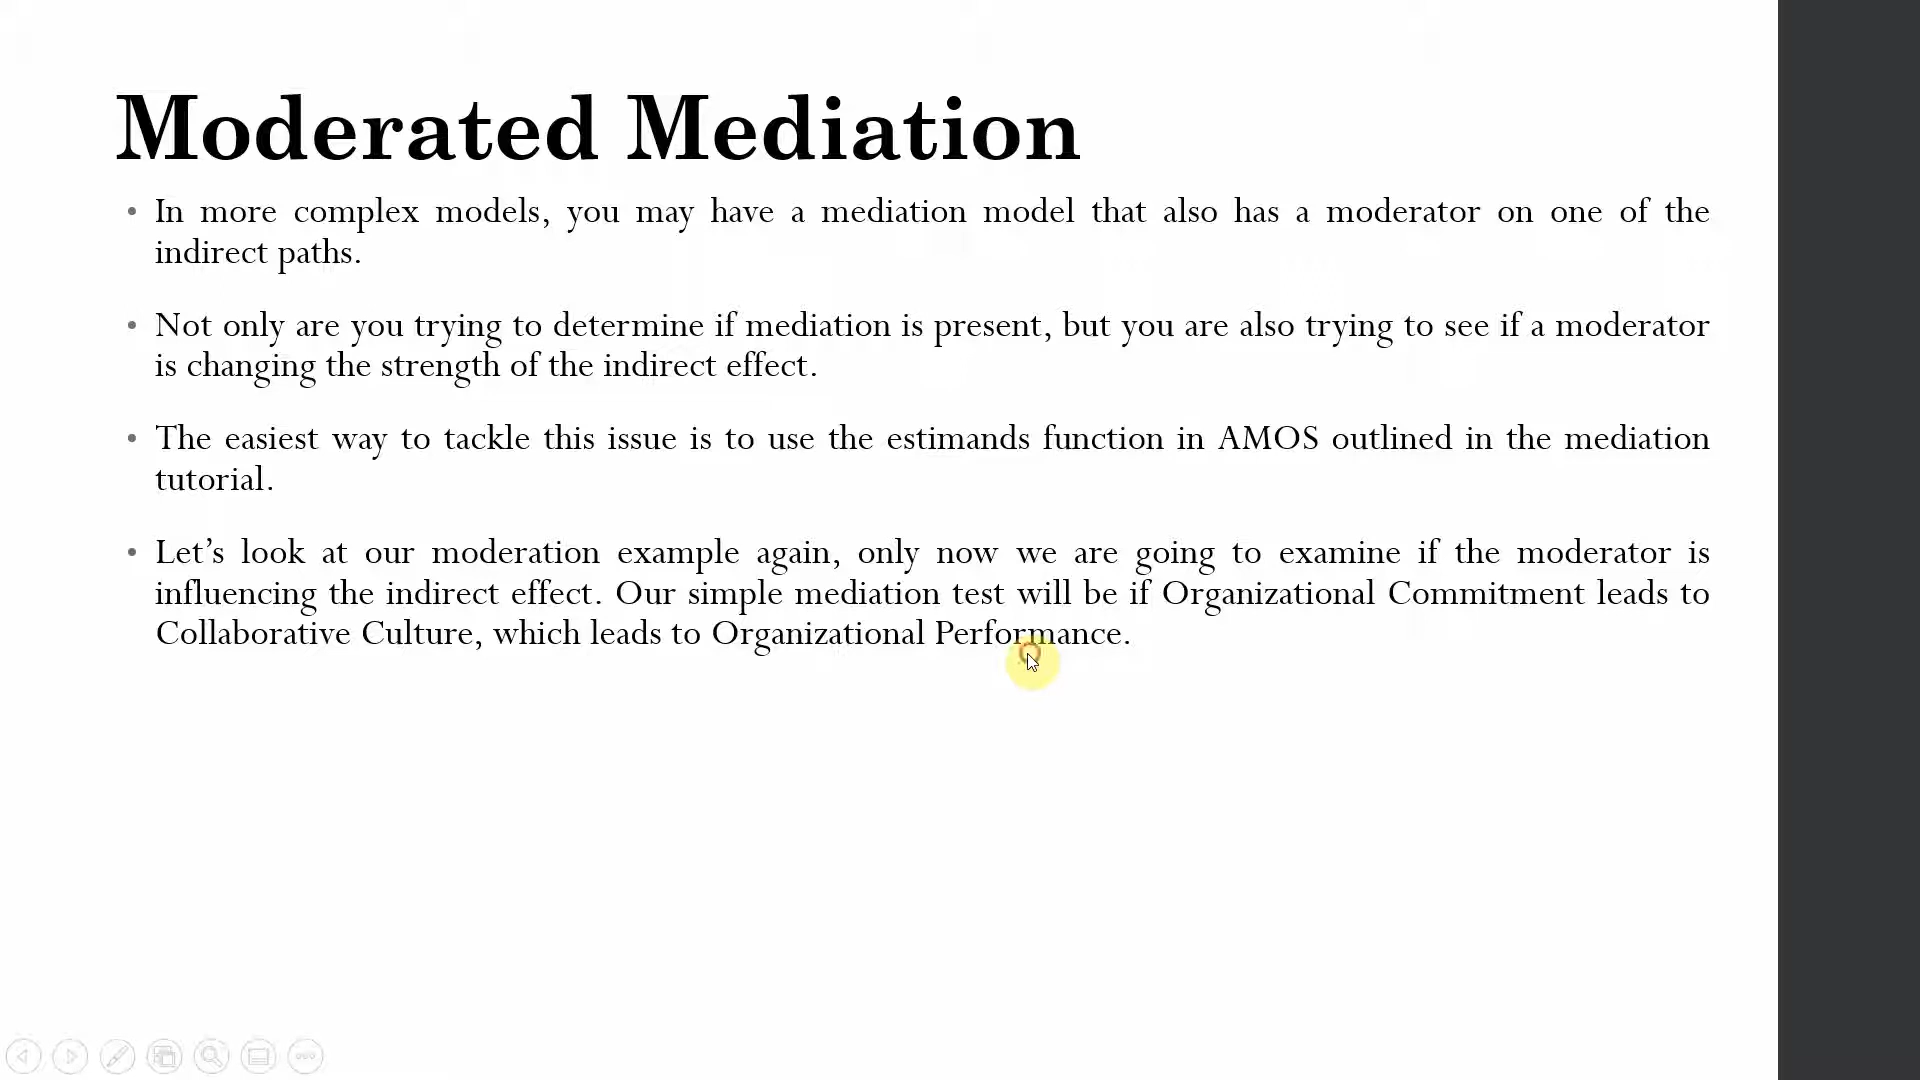 Moderated Mediation
• In more complex models, you may have a mediation model that also has a moderator on one of the
indirect paths.
• Not only are you trying to determine if mediation is present, but you are also trying to see if a moderator
is changing the strength of the indirect effect.
• The easiest way to tackle this issue is to use the estimands function in AMOS outlined in the mediation
tutorial.
• Let’s look at our moderation example again, only now we are going to examine if the moderator is
influencing the indirect effect. Our simple mediation test will be if Organizational Commitment leads to
Collaborative Culture, which leads to Organizational Performance.